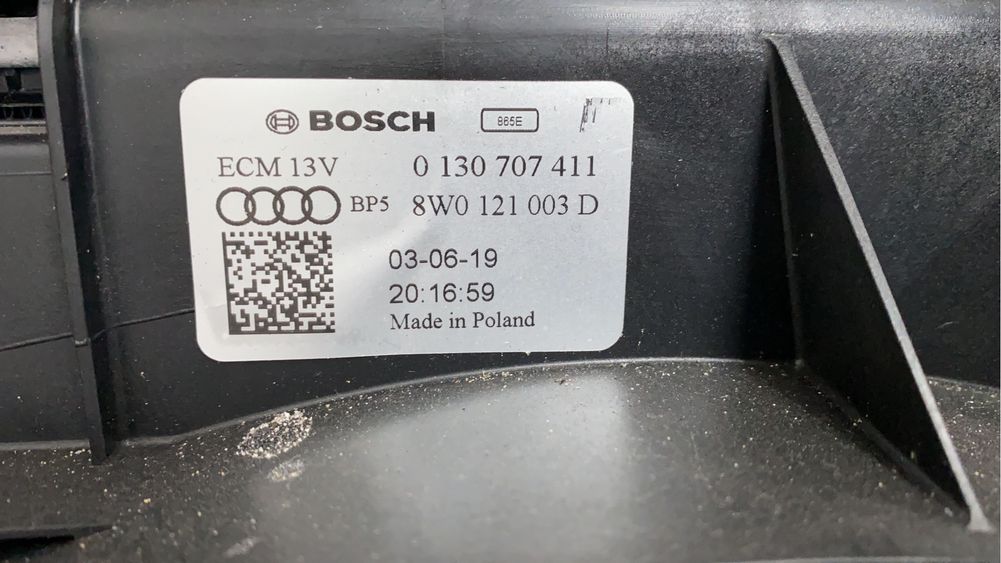 BOSCH 865E
ECM 13V 0 130 707 411
BP5 8W0 121 003 D
03-06-19
20:16:59
Made in Poland